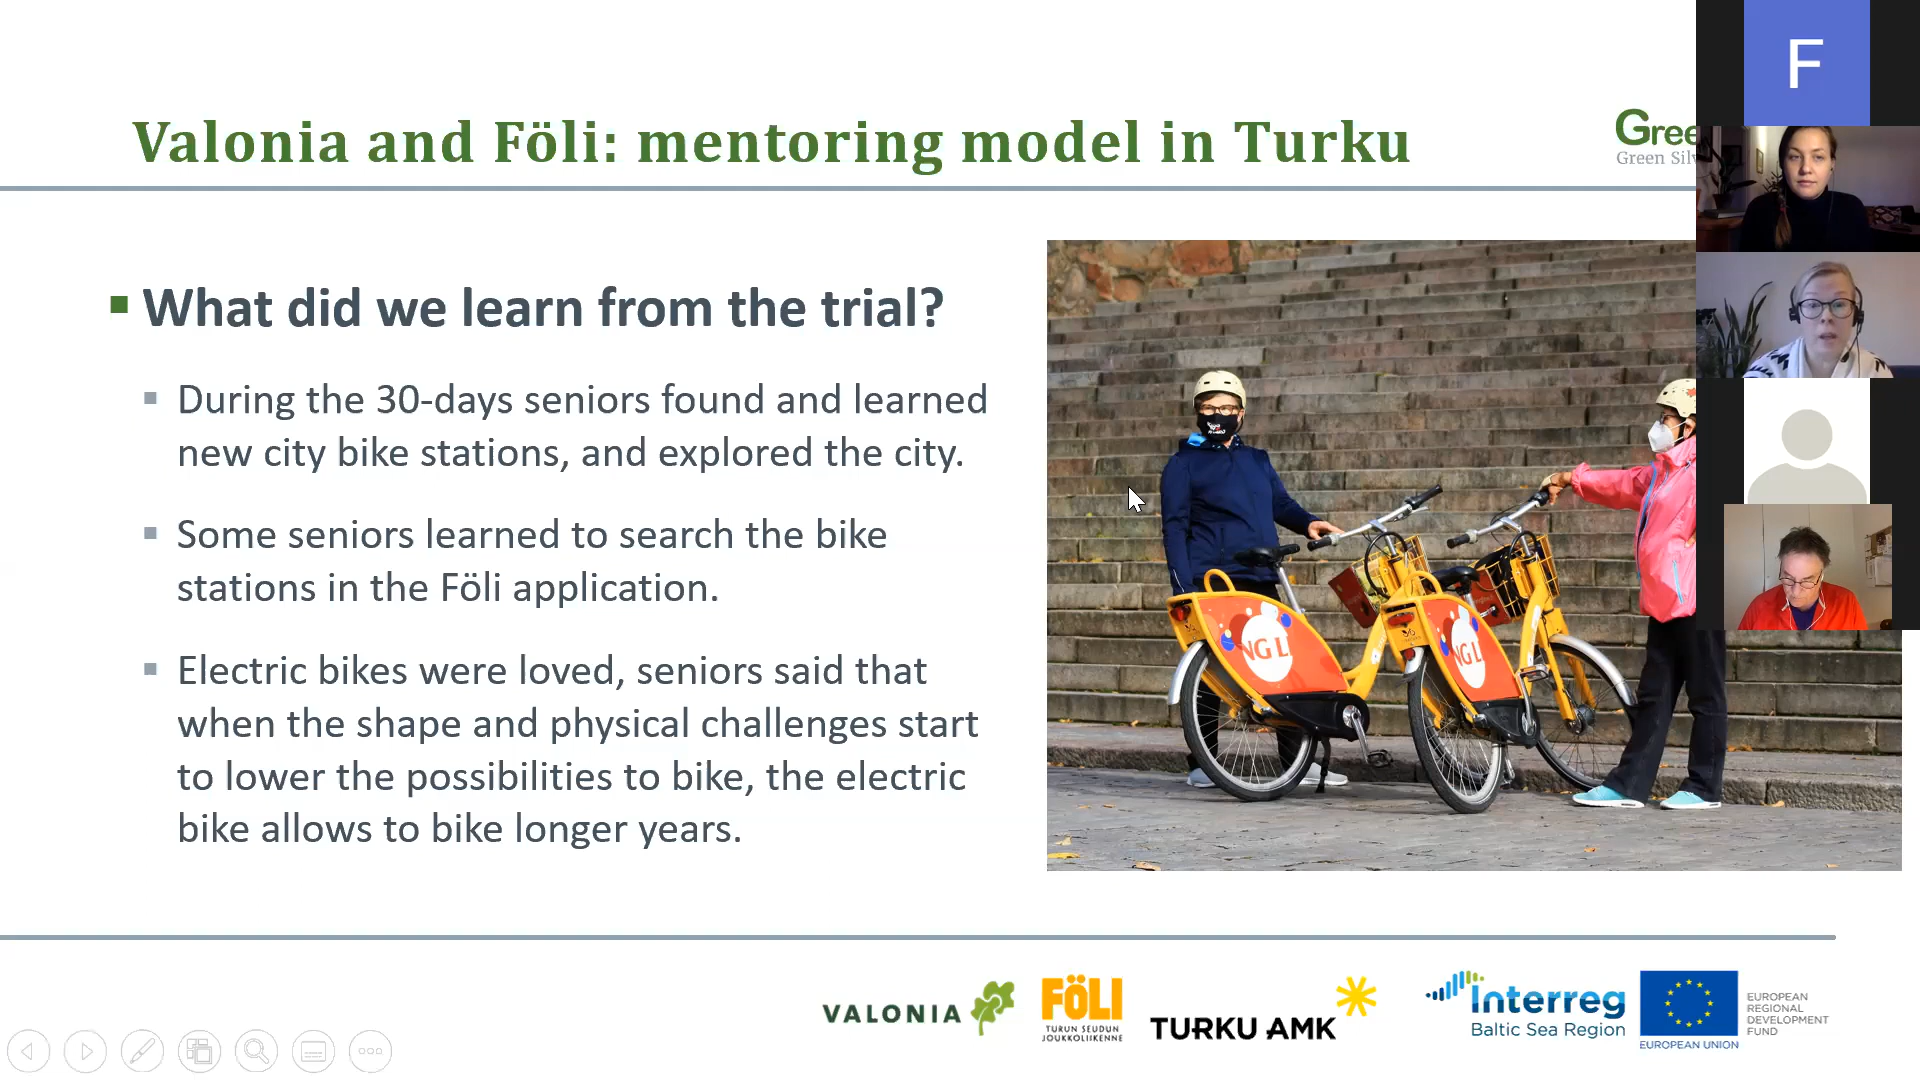 F
Valonia and Föli: mentoring model in Turku
Gree
Green Silv
What did we learn from the trial?
During the 30-days seniors found and learned
new city bike stations, and explored the city.
Some seniors learned to search the bike
stations in the Föli application.
Electric bikes were loved, seniors said that
when the shape and physical challenges start
to lower the possibilities to bike, the electric
bike allows to bike longer years.
NG L
NG L
VALONIA
FÖLI
TURUN SEUDUN
JOUKKOLIIKENNE
TURKU AMK
Interreg
Baltic Sea Region
EUROPEAN UNION
EUROPEAN
REGIONAL
DEVELOPMENT
FUND